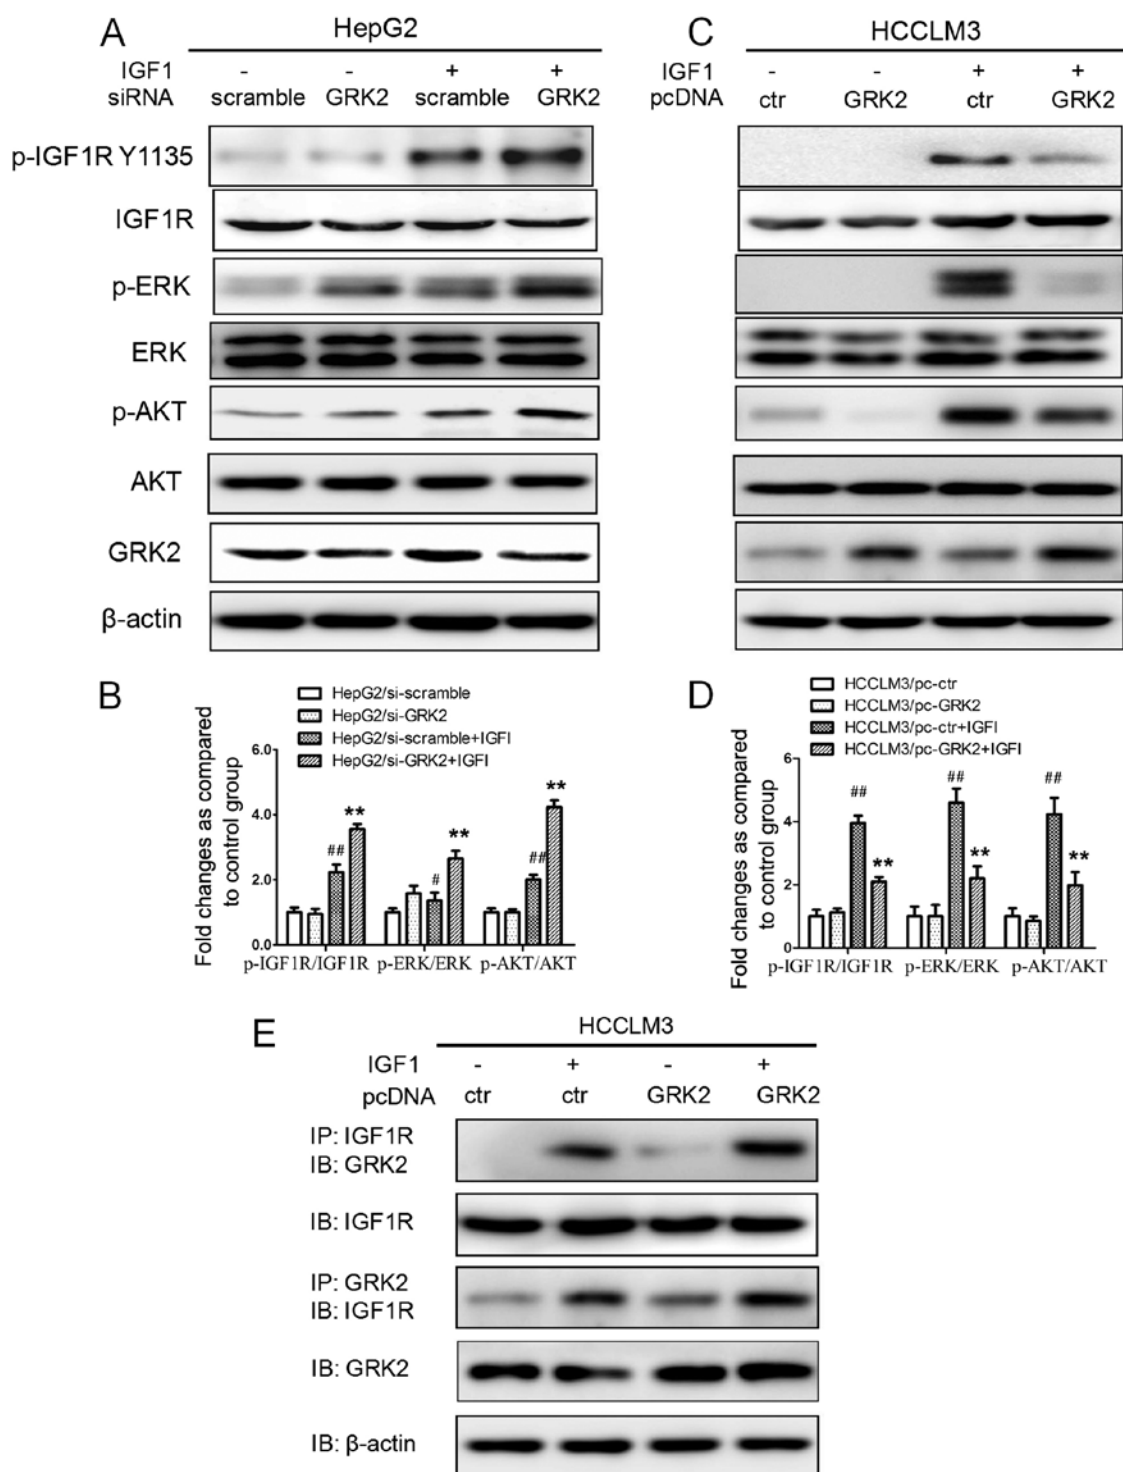 A
HepG2
IGF1 - - + +
siRNA scramble GRK2 scramble GRK2
p-IGF1R Y1135
IGF1R
p-ERK
ERK
p-AKT
AKT
GRK2
β-actin
C
HCCLM3
IGF1 - - + +
pcDNA ctr GRK2 ctr GRK2
B
HepG2/si-scramble
HepG2/si-GRK2
HepG2/si-scramble+IGFI
HepG2/si-GRK2+IGFI
Fold changes as compared
to control group
6.0
4.0
2.0
0.0
## **
# **
## **
p-IGF1R/IGF1R p-ERK/ERK p-AKT/AKT
D
HCCLM3/pc-ctr
HCCLM3/pc-GRK2
HCCLM3/pc-ctr+IGFI
HCCLM3/pc-GRK2+IGFI
Fold changes as compared
to control group
6
4
2
0
## **
## **
## **
p-IGF1R/IGF1R p-ERK/ERK p-AKT/AKT
E
HCCLM3
IGF1 - + - +
pcDNA ctr ctr GRK2 GRK2
IP: IGF1R
IB: GRK2
IB: IGF1R
IP: GRK2
IB: IGF1R
IB: GRK2
IB: β-actin